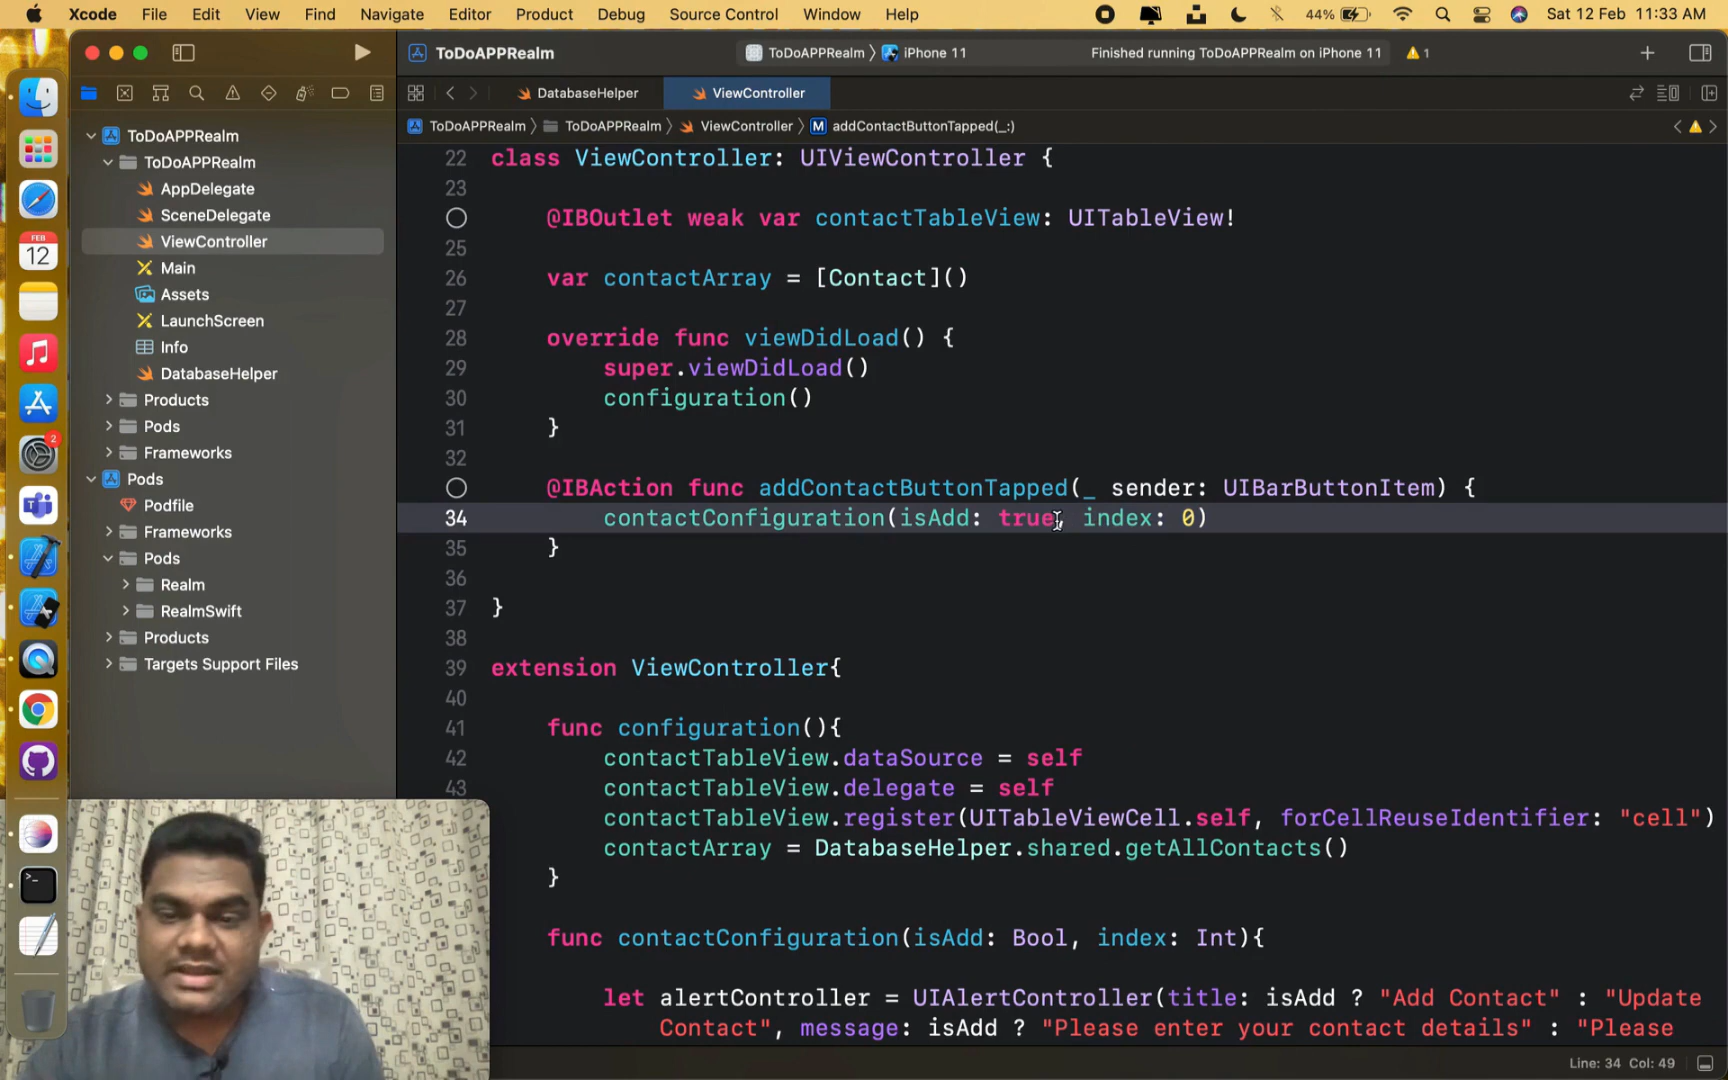 Xcode File Edit View Find Navigate Editor Product Debug Source Control Window Help 44% Sat 12 Feb 11:33 AM
ToDoAPPRealm ToDoAPPRealm iPhone 11 Finished running ToDoAPPRealm on iPhone 11 1
DatabaseHelper ViewController
ToDoAPPRealm ToDoAPPRealm ViewController M addContactButtonTapped(_:)
ToDoAPPRealm
ToDoAPPRealm
AppDelegate
SceneDelegate
ViewController
Main
Assets
LaunchScreen
Info
DatabaseHelper
Products
Pods
Frameworks
Pods
Podfile
Frameworks
Pods
Realm
RealmSwift
Products
Targets Support Files
FEB
12
2
22 class ViewController: UIViewController {
23
@IBOutlet weak var contactTableView: UITableView!
25
26 var contactArray = [Contact]()
27
28 override func viewDidLoad() {
29 super.viewDidLoad()
30 configuration()
31 }
32
@IBAction func addContactButtonTapped(_ sender: UIBarButtonItem) {
34 contactConfiguration(isAdd: true, index: 0)
35 }
36
37 }
38
39 extension ViewController{
40
41 func configuration(){
42 contactTableView.dataSource = self
43 contactTableView.delegate = self
contactTableView.register(UITableViewCell.self, forCellReuseIdentifier: "cell")
contactArray = DatabaseHelper.shared.getAllContacts()
}
func contactConfiguration(isAdd: Bool, index: Int){
let alertController = UIAlertController(title: isAdd ? "Add Contact" : "Update
Contact", message: isAdd ? "Please enter your contact details" : "Please
Line: 34 Col: 49